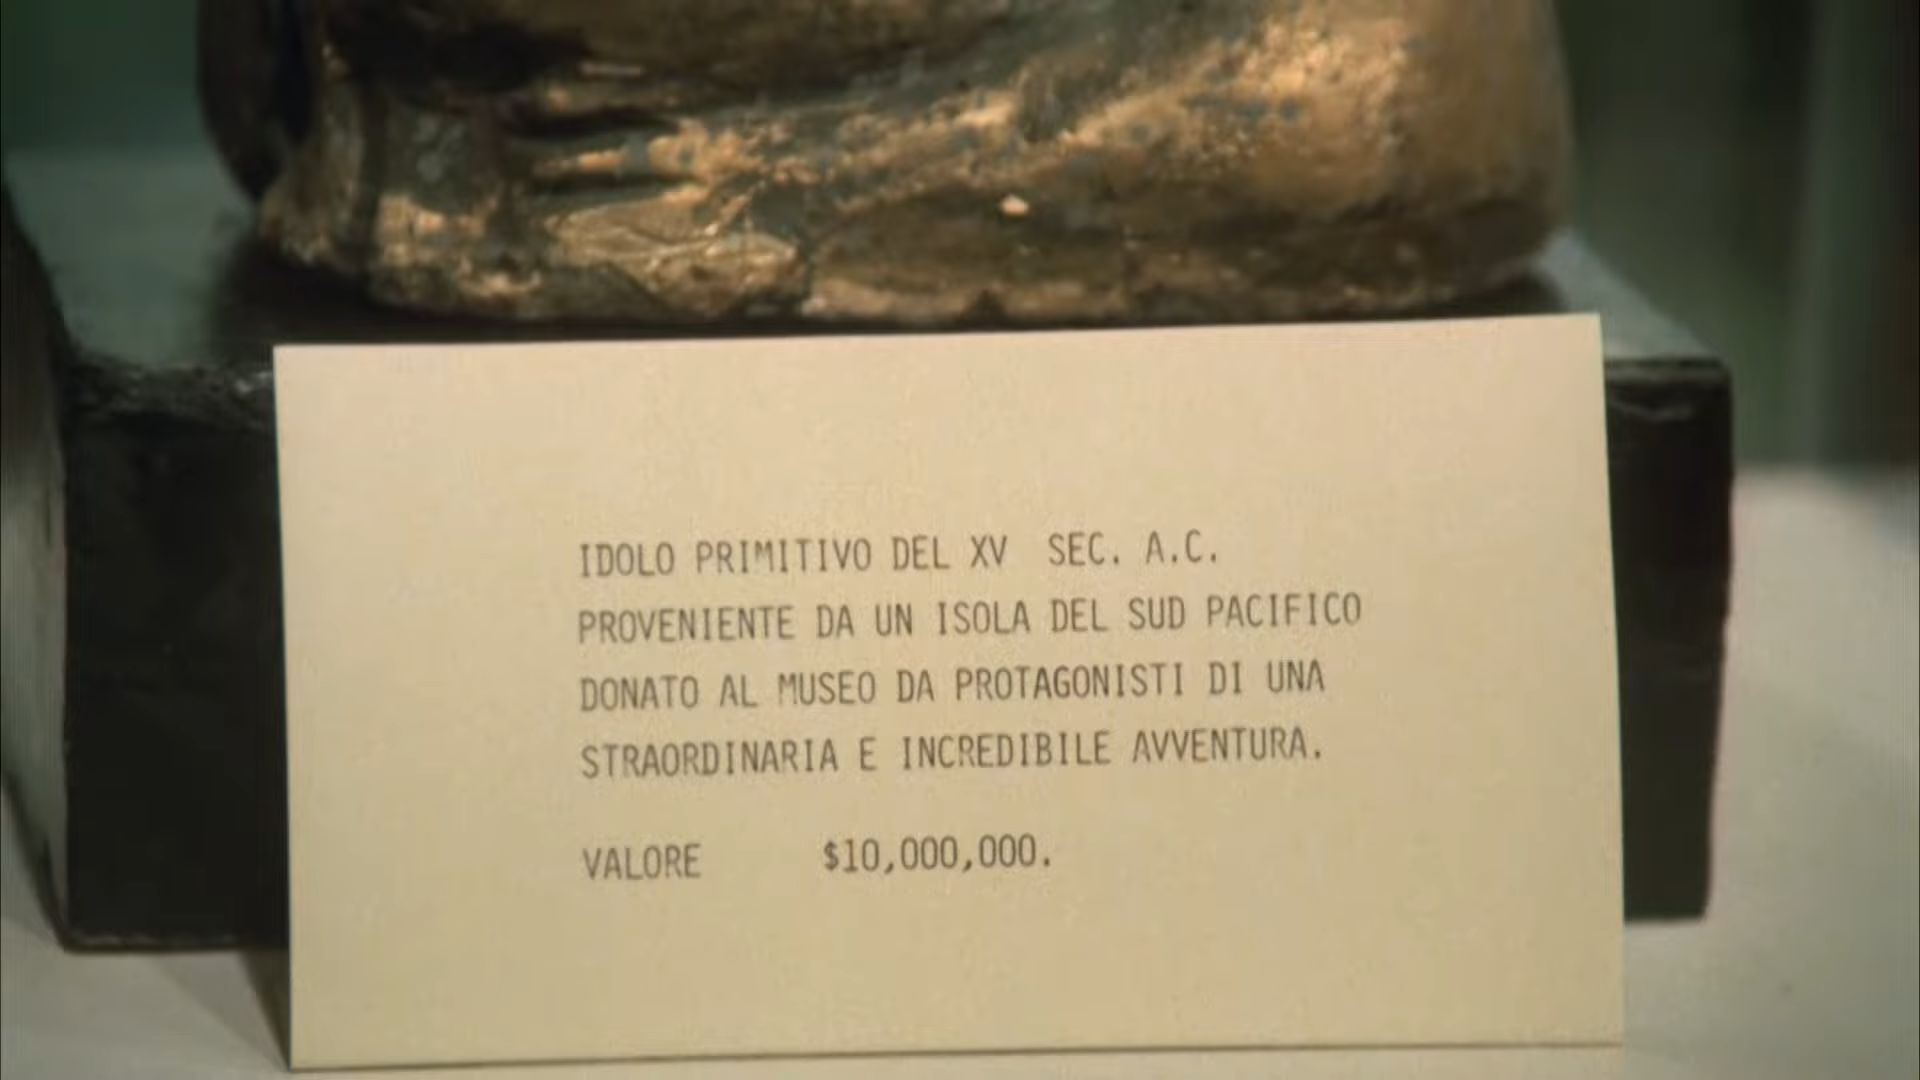 IDOLO PRIMITIVO DEL XV SEC. A.C.
PROVENIENTE DA UN ISOLA DEL SUD PACIFICO
DONATO AL MUSEO DA PROTAGONISTI DI UNA
STRAORDINARIA E INCREDIBILE AVVENTURA.
VALORE $10,000,000.